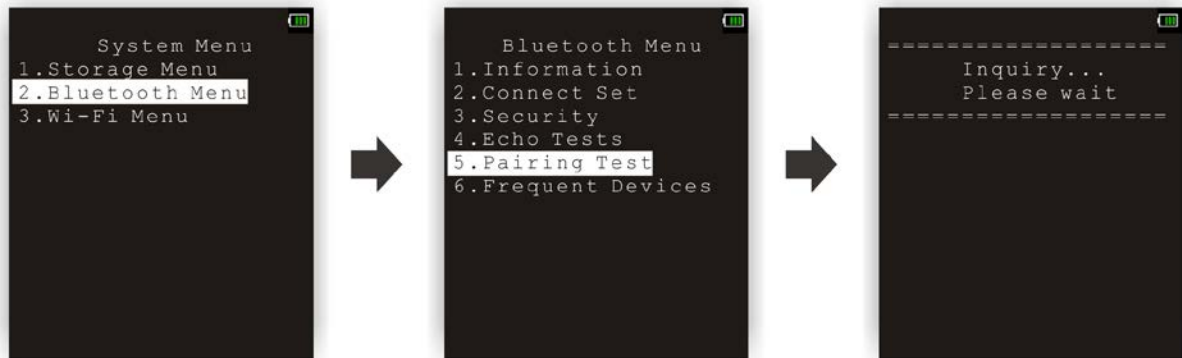 System Menu
1.Storage Menu
2.Bluetooth Menu
3.Wi-Fi Menu
Bluetooth Menu
1.Information
2.Connect Set
3.Security
4.Echo Tests
5.Pairing Test
6.Frequent Devices
===================
Inquiry...
Please wait
===================